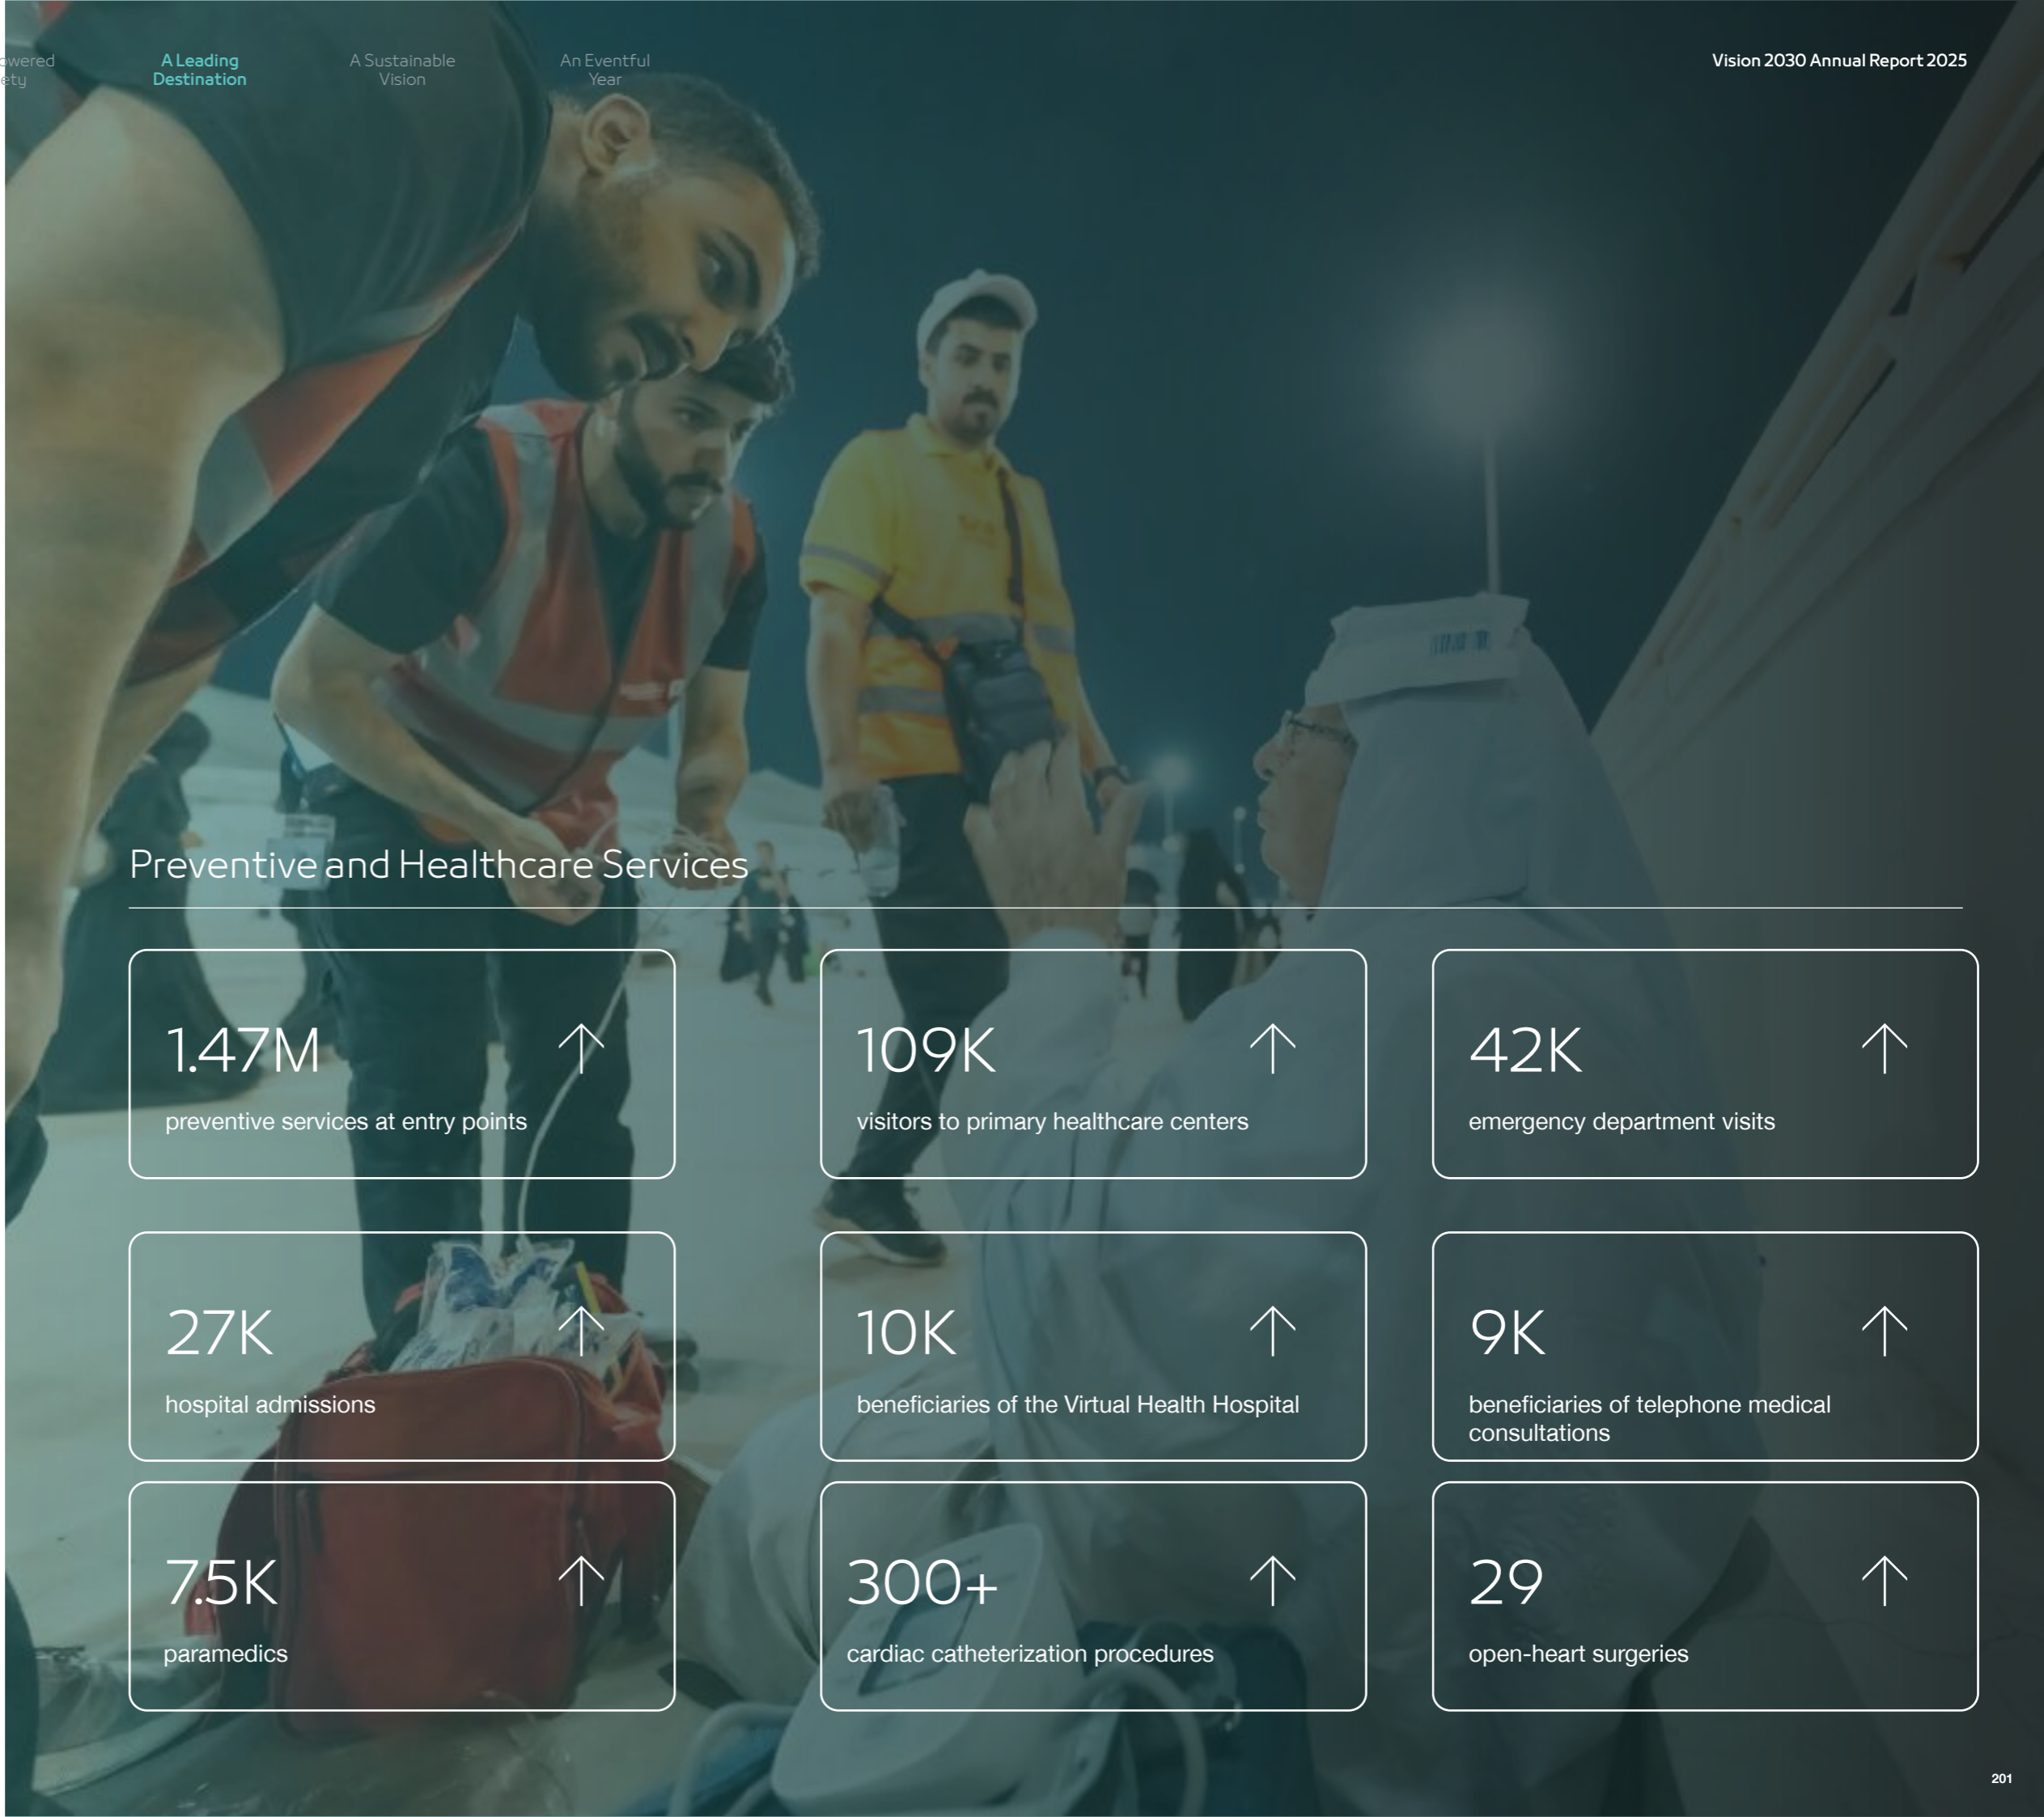 A Leading
Destination
A Sustainable
Vision
An Eventful
Year
Vision 2030 Annual Report 2025
Preventive and Healthcare Services
1.47M
preventive services at entry points
109K
visitors to primary healthcare centers
42K
emergency department visits
27K
hospital admissions
10K
beneficiaries of the Virtual Health Hospital
9K
beneficiaries of telephone medical
consultations
7.5K
paramedics
300+
cardiac catheterization procedures
29
open-heart surgeries
201